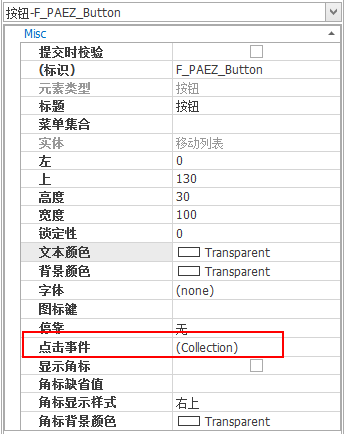 按钮-F_PAEZ_Button
Misc
提交时校验
(标识) F_PAEZ_Button
元素类型 按钮
标题 按钮
菜单集合
实体 移动列表
左 0
上 130
高度 30
宽度 100
锁定性 0
文本颜色 Transparent
背景颜色 Transparent
字体 (none)
图标键
停靠 无
点击事件 (Collection)
显示角标
角标缺省值
角标显示样式 右上
角标背景颜色 Transparent